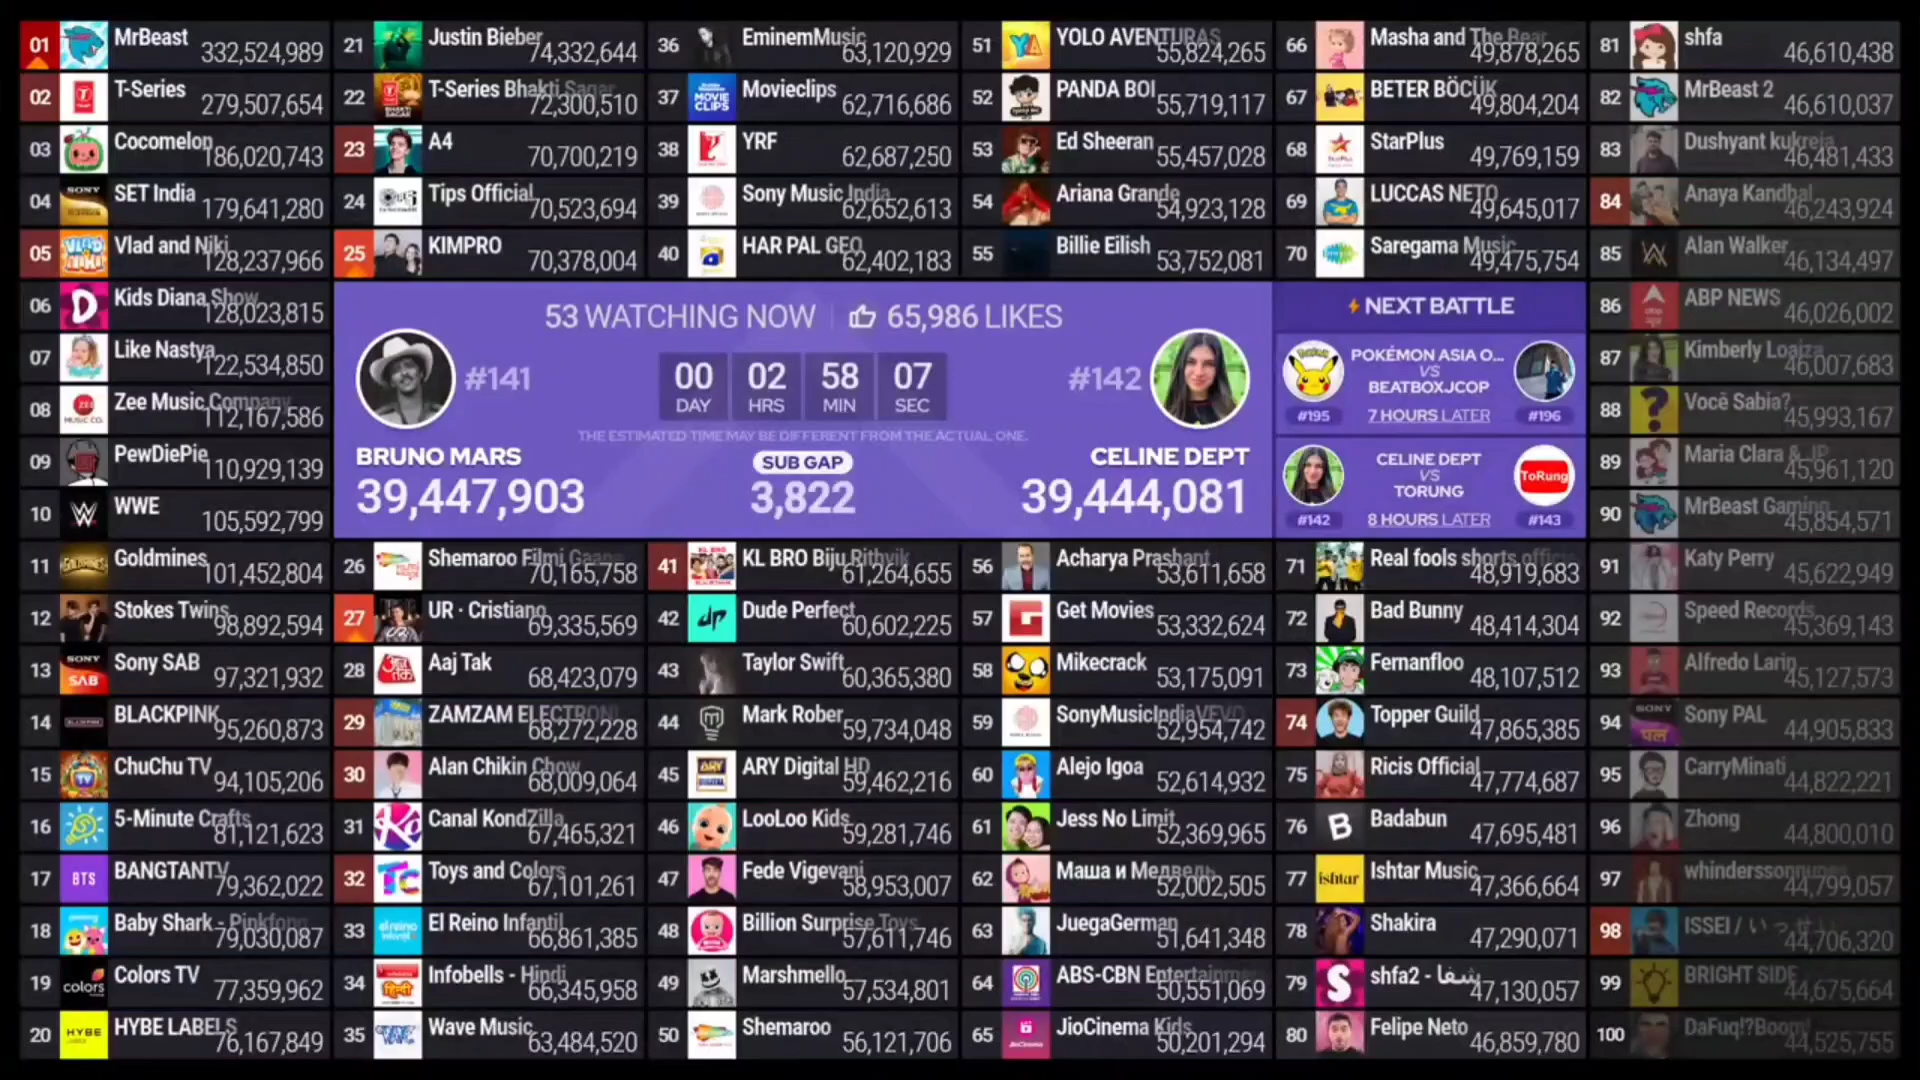 01 MrBeast 332,524,989
02 T-Series 279,507,654
03 Cocomelon 186,020,743
04 SET India 179,641,280
05 Vlad and Niki 128,237,966
06 Kids Diana Show 128,023,815
07 Like Nastya 122,534,850
08 Zee Music Company 112,167,586
09 PewDiePie 110,929,139
10 WWE 105,592,799
11 Goldmines 101,452,804
12 Stokes Twins 98,892,594
13 Sony SAB 97,321,932
14 BLACKPINK 95,260,873
15 ChuChu TV 94,105,206
16 5-Minute Crafts 81,121,623
17 BANGTANTV 79,362,022
18 Baby Shark - Pinkfong 79,030,087
19 Colors TV 77,359,962
20 HYBE LABELS 76,167,849
21 Justin Bieber 74,332,644
22 T-Series Bhakti Sagar 72,300,510
23 A4 70,700,219
24 Tips Official 70,523,694
25 KIMPRO 70,378,004
36 EminemMusic 63,120,929
37 Movieclips 62,716,686
38 YRF 62,687,250
39 Sony Music India 62,652,613
40 HAR PAL GEO 62,402,183
51 YOLO AVENTURAS 55,824,265
52 PANDA BOI 55,719,117
53 Ed Sheeran 55,457,028
54 Ariana Grande 54,923,128
55 Billie Eilish 53,752,081
66 Masha and The Bear 49,878,265
67 BETER BÖCÜK 49,804,204
68 StarPlus 49,769,159
69 LUCCAS NETO 49,645,017
70 Saregama Music 49,475,754
53 WATCHING NOW 65,986 LIKES
#141
00 DAY 02 HRS 58 MIN 07 SEC
#142
THE ESTIMATED TIME MAY BE DIFFERENT FROM THE ACTUAL ONE.
BRUNO MARS
39,447,903
SUB GAP
3,822
CELINE DEPT
39,444,081
NEXT BATTLE
POKÉMON ASIA O...
VS
BEATBOXJCOP
#195 7 HOURS LATER #196
CELINE DEPT
VS
TORUNG
ToRung
#142 8 HOURS LATER #143
26 Shemaroo Filmi Gaane 70,165,758
27 UR · Cristiano 69,335,569
28 Aaj Tak 68,423,079
29 ZAMZAM ELECTRONI 68,272,228
30 Alan Chikin Chow 68,009,064
31 Canal KondZilla 67,465,321
32 Toys and Colors 67,101,261
33 El Reino Infantil 66,861,385
34 Infobells - Hindi 66,345,958
35 Wave Music 63,484,520
41 KL BRO Biju Rithvik 61,264,655
42 Dude Perfect 60,602,225
43 Taylor Swift 60,365,380
44 Mark Rober 59,734,048
45 ARY Digital HD 59,462,216
46 LooLoo Kids 59,281,746
47 Fede Vigevani 58,953,007
48 Billion Surprise Toys 57,611,746
49 Marshmello 57,534,801
50 Shemaroo 56,121,706
56 Acharya Prashant 53,611,658
57 Get Movies 53,332,624
58 Mikecrack 53,175,091
59 SonyMusicIndiaVEVO 52,954,742
60 Alejo Igoa 52,614,932
61 Jess No Limit 52,369,965
62 Маша и Медведь 52,002,505
63 JuegaGerman 51,641,348
64 ABS-CBN Entertainme 50,551,069
65 JioCinema Kids 50,201,294
71 Real fools shorts offici 48,919,683
72 Bad Bunny 48,414,304
73 Fernanfloo 48,107,512
74 Topper Guild 47,865,385
75 Ricis Official 47,774,687
76 Badabun 47,695,481
77 Ishtar Music 47,366,664
78 Shakira 47,290,071
79 shfa2 - شفا 47,130,057
80 Felipe Neto 46,859,780
81 shfa 46,610,438
82 MrBeast 2 46,610,037
83 Dushyant kukreja 46,481,433
84 Anaya Kandhal 46,243,924
85 Alan Walker 46,134,497
86 ABP NEWS 46,026,002
87 Kimberly Loaiza 46,007,683
88 Você Sabia? 45,993,167
89 Maria Clara & JP 45,961,120
90 MrBeast Gaming 45,854,571
91 Katy Perry 45,622,949
92 Speed Records 45,369,143
93 Alfredo Larin 45,127,573
94 Sony PAL 44,905,833
95 CarryMinati 44,822,221
96 Zhong 44,800,010
97 whinderssonnunes 44,799,057
98 ISSEI / いっせい 44,706,320
99 BRIGHT SIDE 44,675,664
100 DaFuq!?Boom! 44,525,755